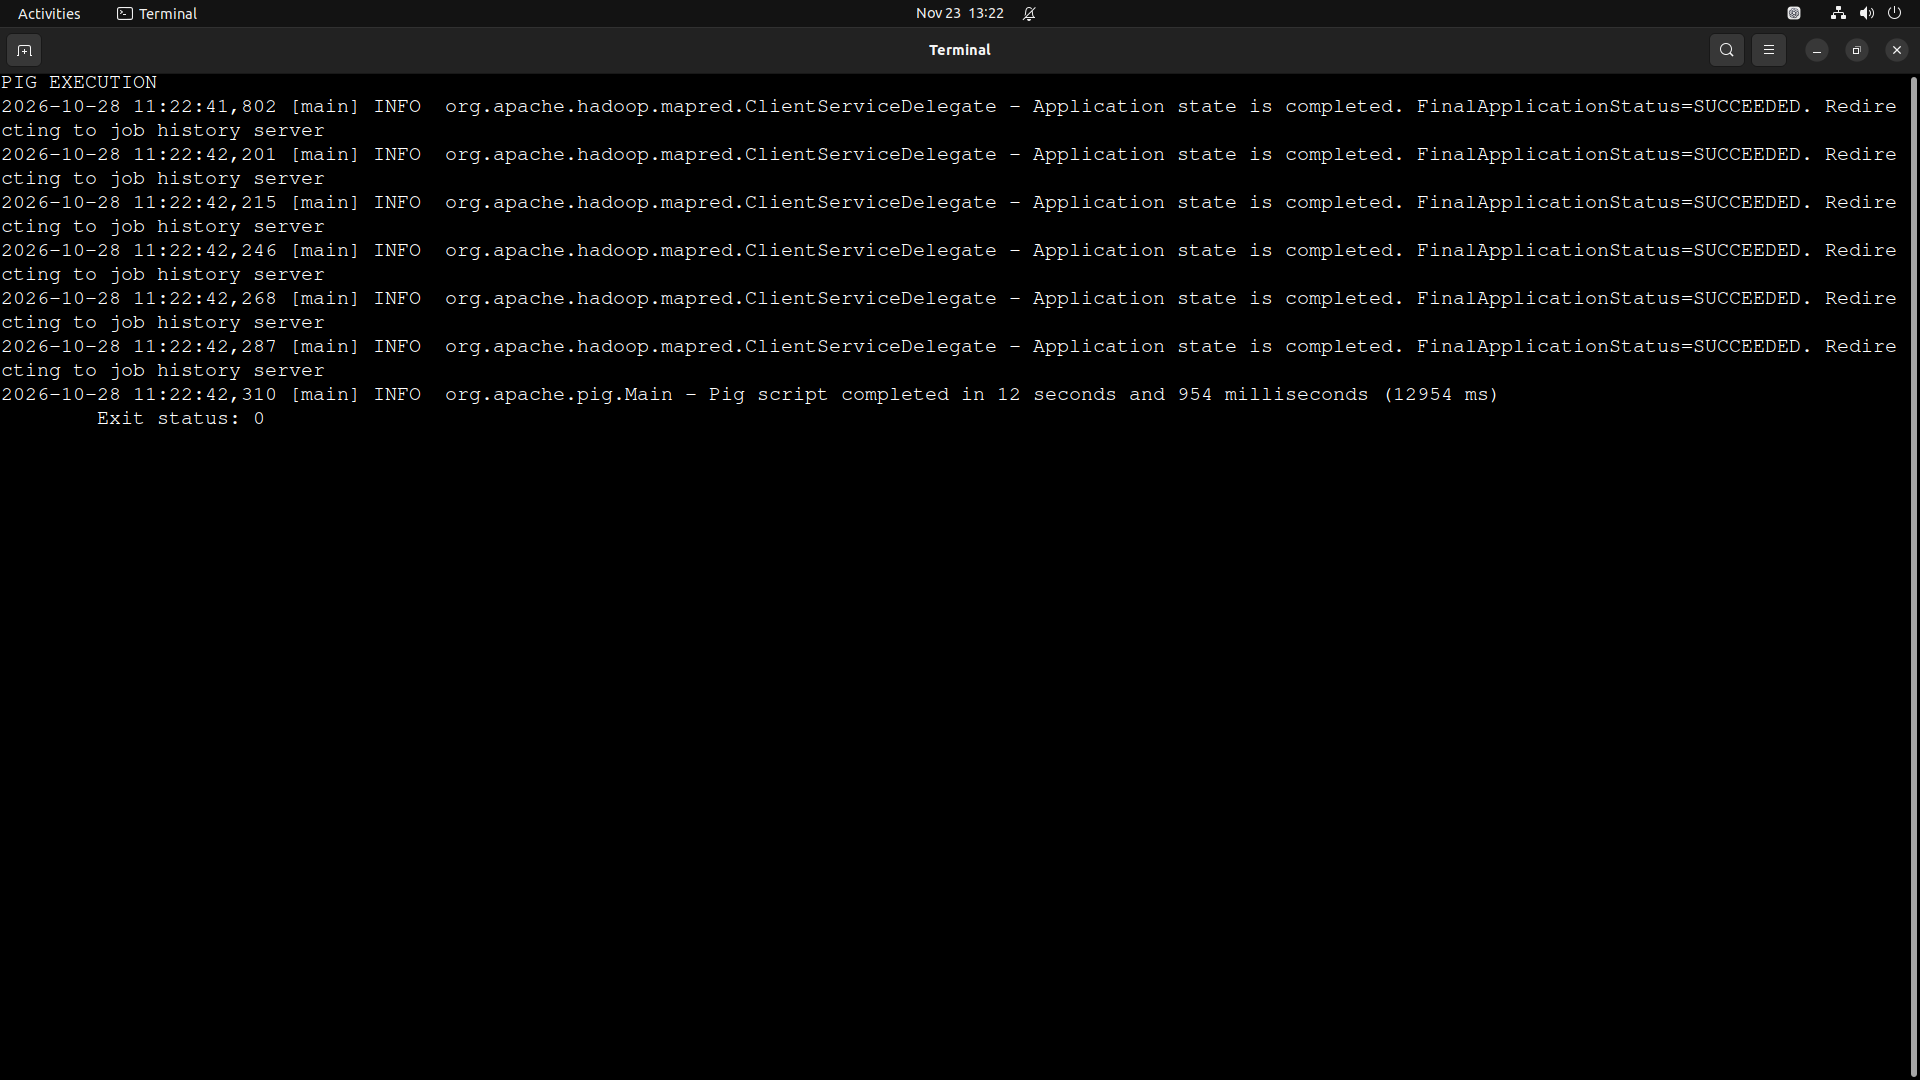 Activities Terminal Nov 23 13:22
Terminal
PIG EXECUTION
2026-10-28 11:22:41,802 [main] INFO  org.apache.hadoop.mapred.ClientServiceDelegate - Application state is completed. FinalApplicationStatus=SUCCEEDED. Redire
cting to job history server
2026-10-28 11:22:42,201 [main] INFO  org.apache.hadoop.mapred.ClientServiceDelegate - Application state is completed. FinalApplicationStatus=SUCCEEDED. Redire
cting to job history server
2026-10-28 11:22:42,215 [main] INFO  org.apache.hadoop.mapred.ClientServiceDelegate - Application state is completed. FinalApplicationStatus=SUCCEEDED. Redire
cting to job history server
2026-10-28 11:22:42,246 [main] INFO  org.apache.hadoop.mapred.ClientServiceDelegate - Application state is completed. FinalApplicationStatus=SUCCEEDED. Redire
cting to job history server
2026-10-28 11:22:42,268 [main] INFO  org.apache.hadoop.mapred.ClientServiceDelegate - Application state is completed. FinalApplicationStatus=SUCCEEDED. Redire
cting to job history server
2026-10-28 11:22:42,287 [main] INFO  org.apache.hadoop.mapred.ClientServiceDelegate - Application state is completed. FinalApplicationStatus=SUCCEEDED. Redire
cting to job history server
2026-10-28 11:22:42,310 [main] INFO  org.apache.pig.Main - Pig script completed in 12 seconds and 954 milliseconds (12954 ms)
        Exit status: 0